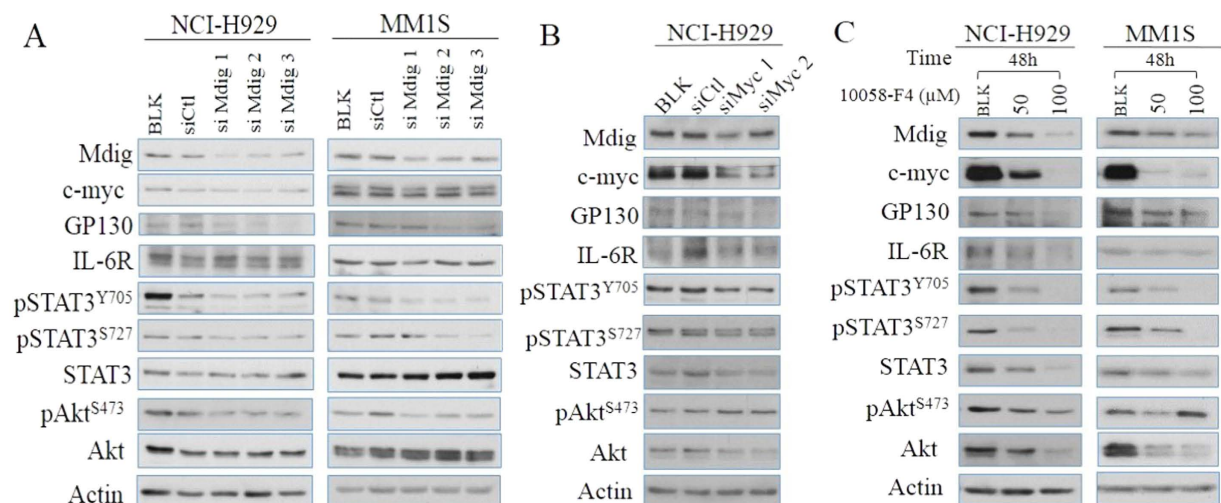 A
NCI-H929
MM1S
BLK
siCtl
si Mdig 1
si Mdig 2
si Mdig 3
BLK
siCtl
si Mdig 1
si Mdig 2
si Mdig 3
Mdig
c-myc
GP130
IL-6R
pSTAT3Y705
pSTAT3S727
STAT3
pAktS473
Akt
Actin
B
NCI-H929
BLK
siCtl
siMyc 1
siMyc 2
Mdig
c-myc
GP130
IL-6R
pSTAT3Y705
pSTAT3S727
STAT3
pAktS473
Akt
Actin
C
NCI-H929
MM1S
Time
48h
48h
10058-F4 (µM)
BLK
50
100
BLK
50
100
Mdig
c-myc
GP130
IL-6R
pSTAT3Y705
pSTAT3S727
STAT3
pAktS473
Akt
Actin